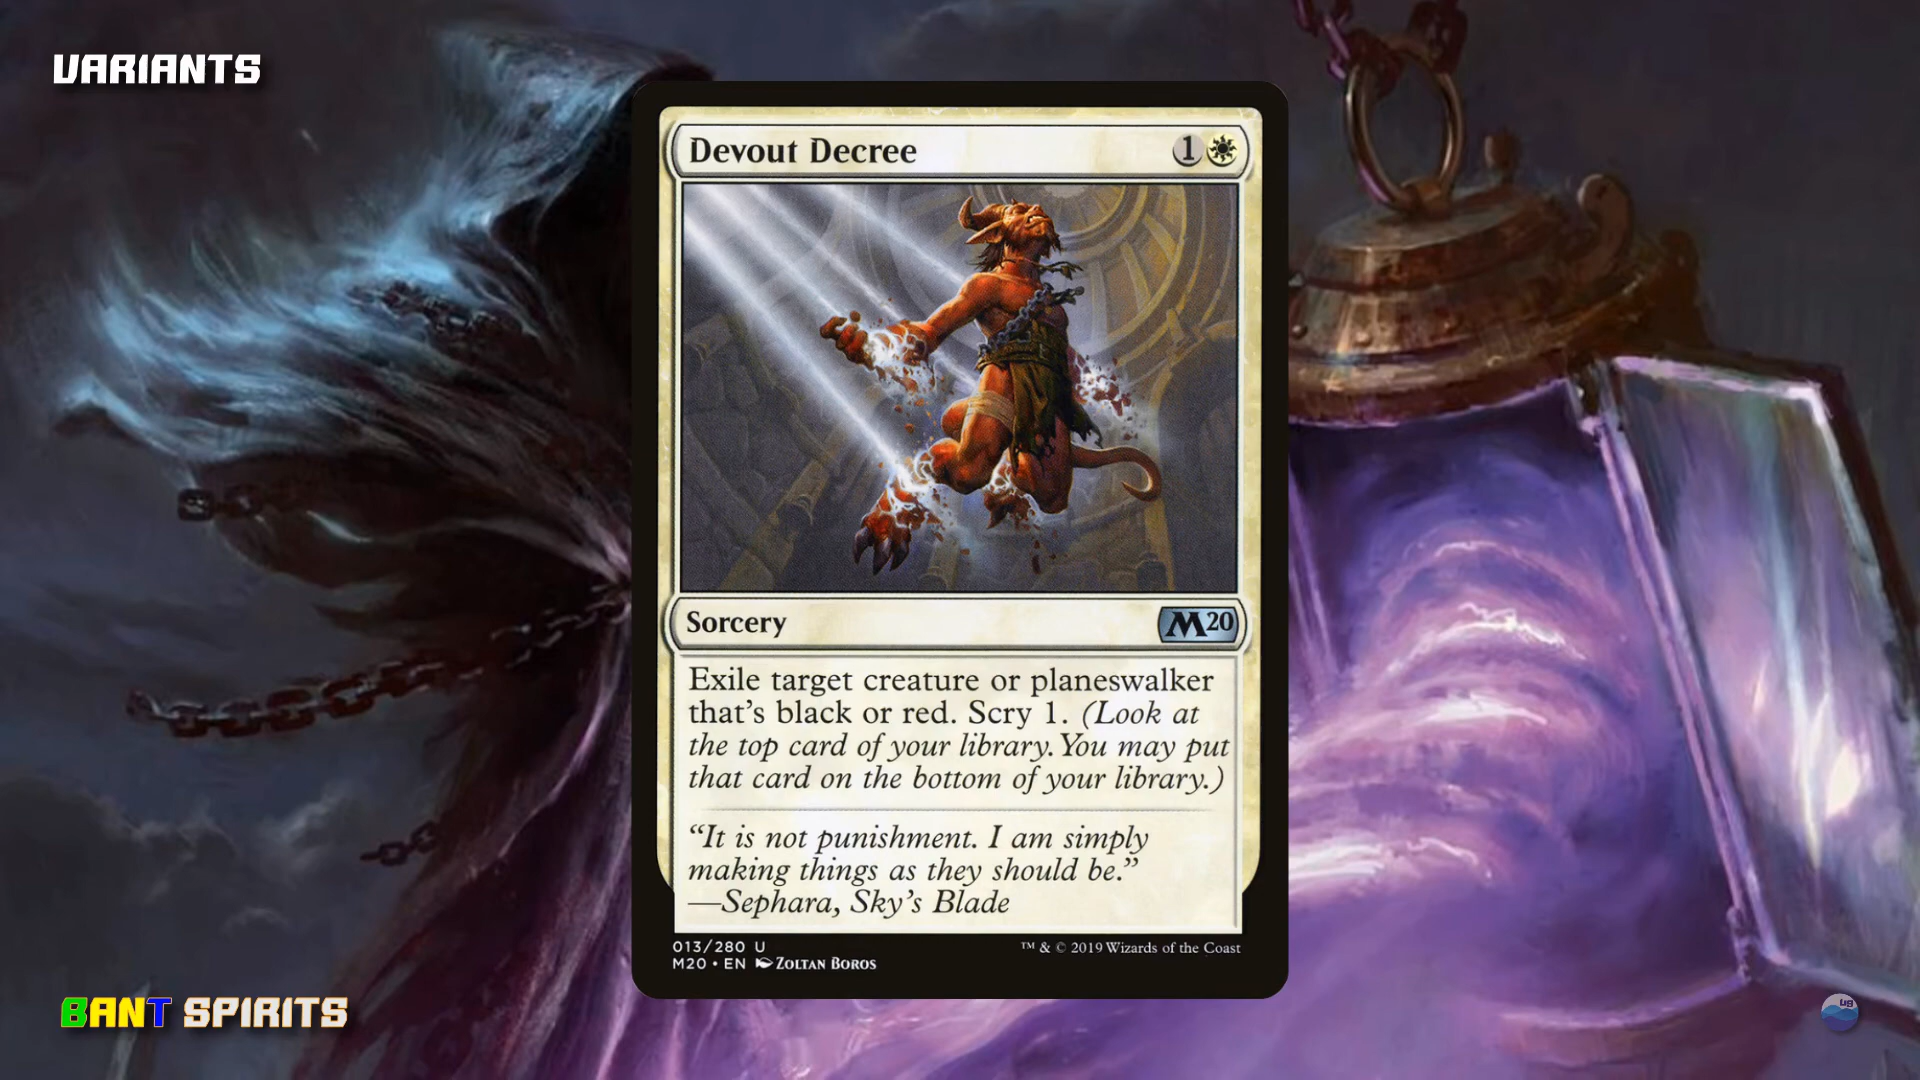 VARIANTS
Devout Decree
1
Sorcery
M20
Exile target creature or planeswalker
that's black or red. Scry 1. (Look at
the top card of your library. You may put
that card on the bottom of your library.)
“It is not punishment. I am simply
making things as they should be.”
—Sephara, Sky's Blade
013/280 U
™ & © 2019 Wizards of the Coast
M20 • EN Zoltan Boros
BANT SPIRITS
ug